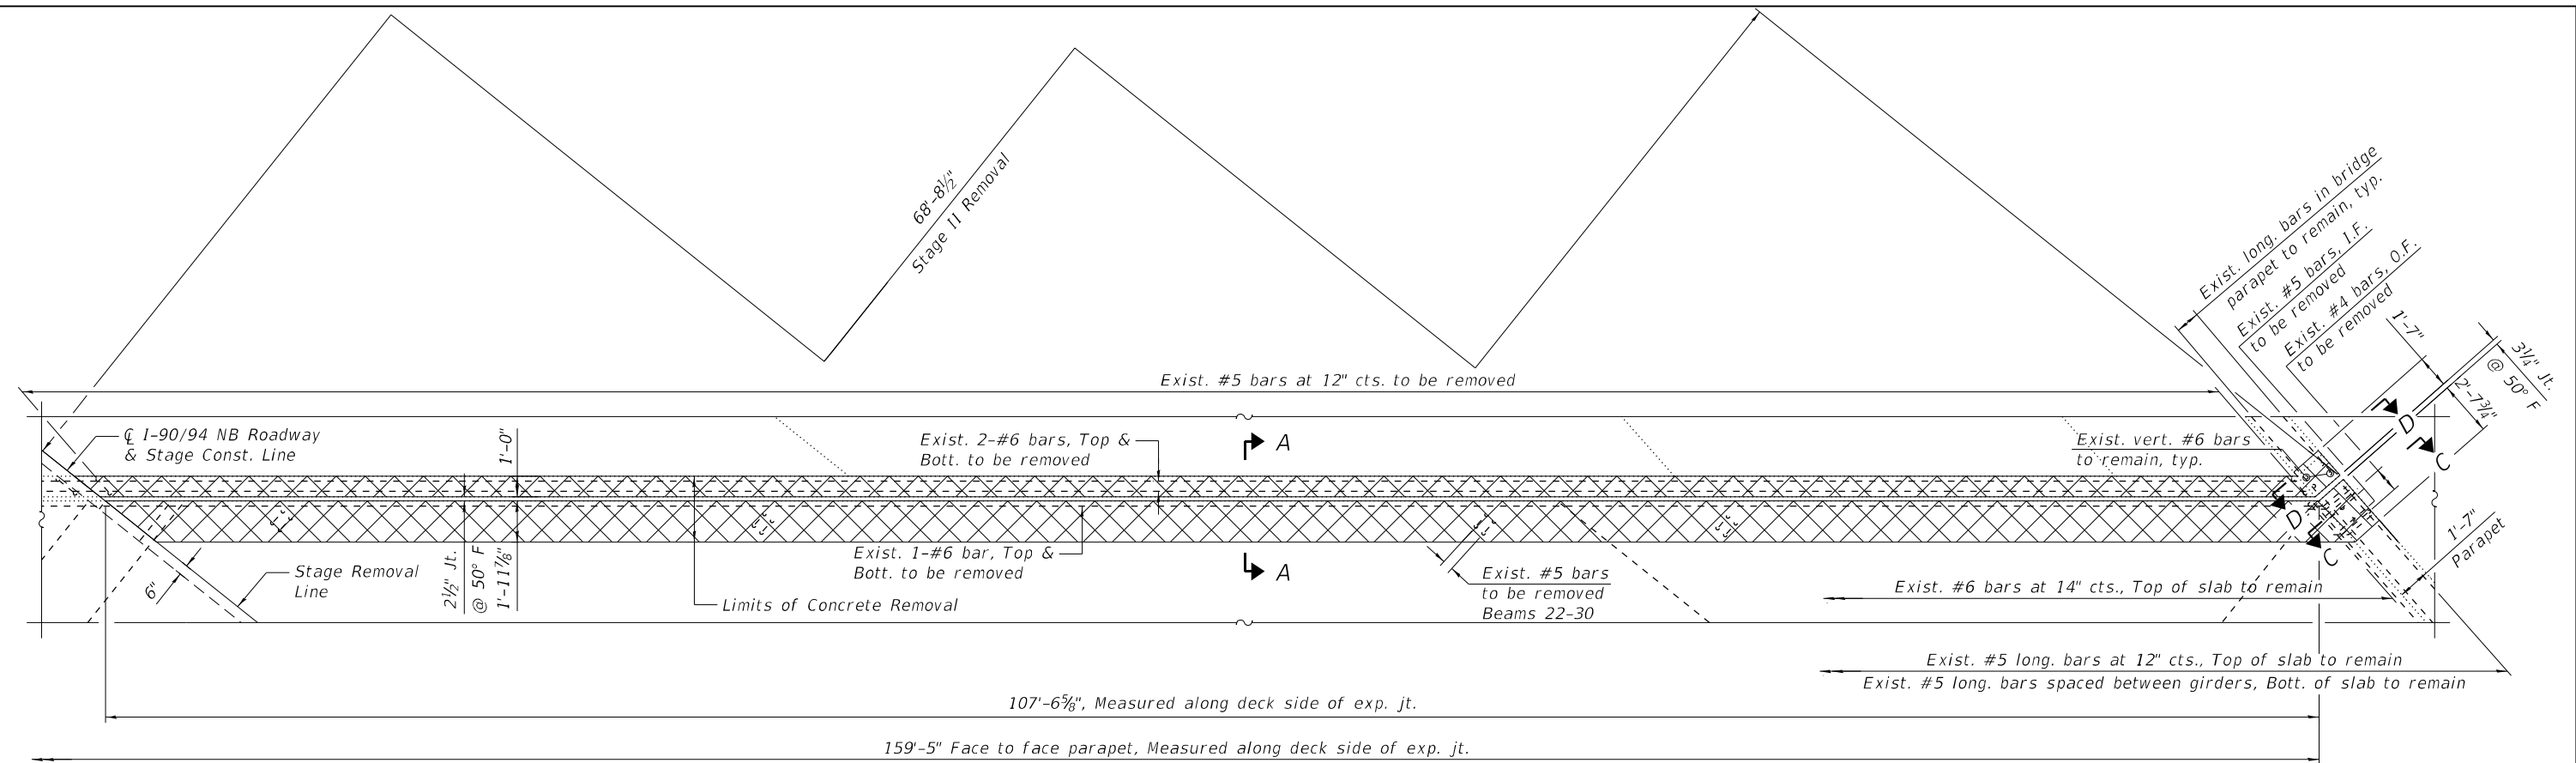 68'-8½"
Stage II Removal
Exist. long. bars in bridge
parapet to remain, typ.
Exist. #5 bars, I.F.
to be removed
Exist. #4 bars, O.F.
to be removed
1'-7"
3¼" Jt.
@ 50° F
2'-7¾"
Exist. #5 bars at 12" cts. to be removed
D
C
℄ I-90/94 NB Roadway
& Stage Const. Line
1'-0"
Exist. 2-#6 bars, Top &
Bott. to be removed
A
Exist. vert. #6 bars
to remain, typ.
D
C
1'-7"
Parapet
6"
Stage Removal
Line
2½" Jt.
@ 50° F
1'-11⅞"
Exist. 1-#6 bar, Top &
Bott. to be removed
A
Limits of Concrete Removal
Exist. #5 bars
to be removed
Beams 22-30
Exist. #6 bars at 14" cts., Top of slab to remain
Exist. #5 long. bars at 12" cts., Top of slab to remain
Exist. #5 long. bars spaced between girders, Bott. of slab to remain
107'-6⅝", Measured along deck side of exp. jt.
159'-5" Face to face parapet, Measured along deck side of exp. jt.